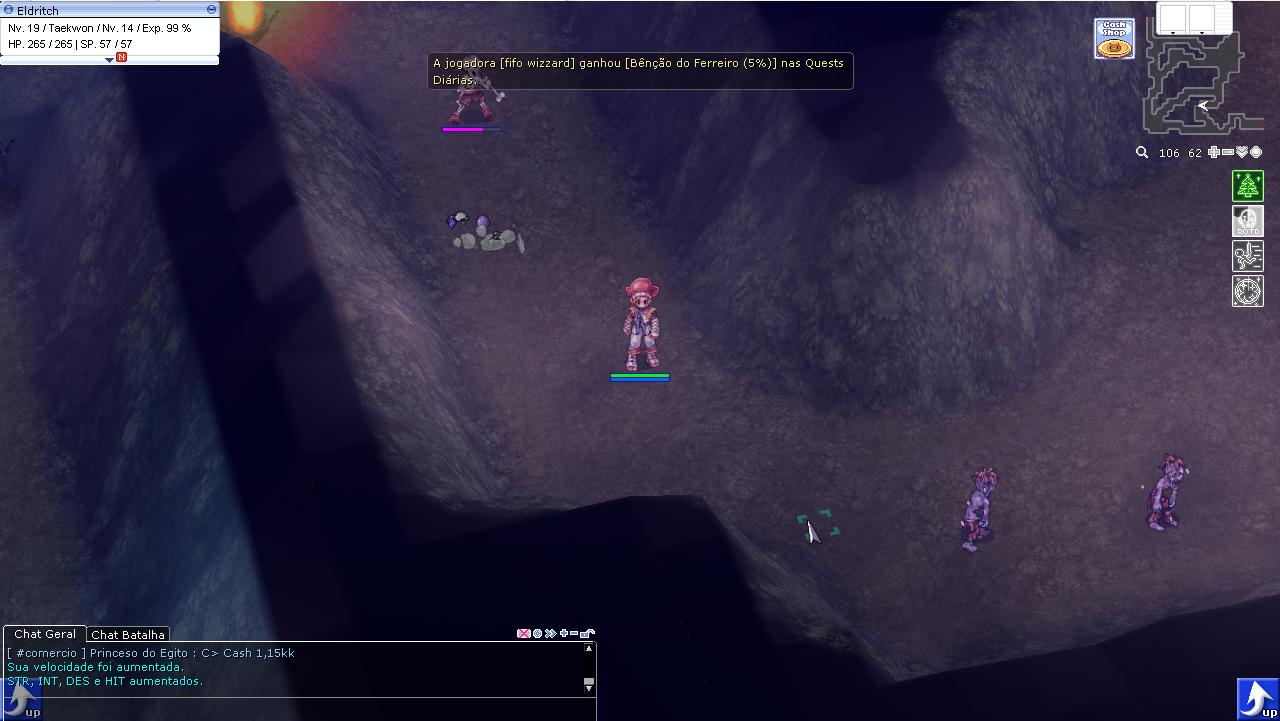 Eldritch
Nv. 19 / Taekwon / Nv. 14 / Exp. 99 %
HP. 265 / 265 | SP. 57 / 57
N
A jogadora [fifo wizzard] ganhou [Bênção do Ferreiro (5%)] nas Quests
Diárias.
Cash
Shop
106 62
ROTD
Chat Geral
Chat Batalha
[ #comercio ] Princeso do Egito : C> Cash 1,15kk
Sua velocidade foi aumentada.
STR, INT, DES e HIT aumentados.
up
up